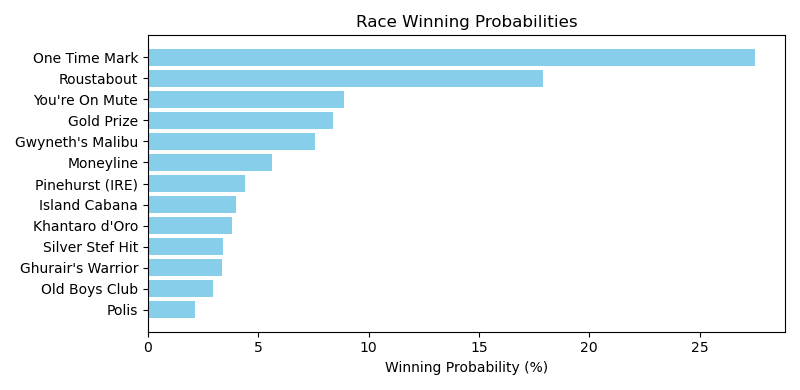 Race Winning Probabilities
One Time Mark
Roustabout
You're On Mute
Gold Prize
Gwyneth's Malibu
Moneyline
Pinehurst (IRE)
Island Cabana
Khantaro d'Oro
Silver Stef Hit
Ghurair's Warrior
Old Boys Club
Polis
0 5 10 15 20 25
Winning Probability (%)